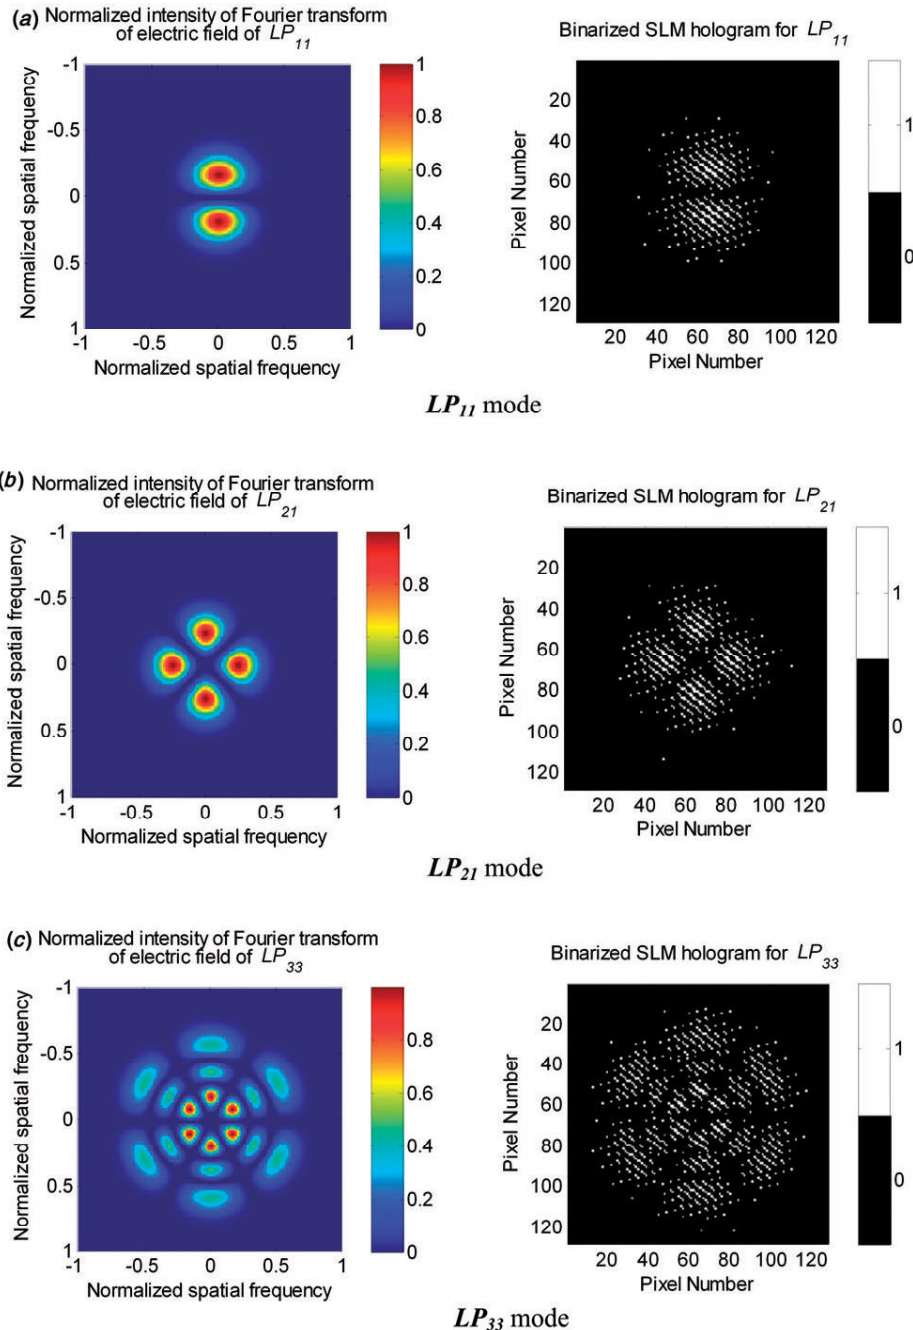 (a) Normalized intensity of Fourier transform
of electric field of LP11
-1
-0.5
0
0.5
1
Normalized spatial frequency
-1 -0.5 0 0.5 1
Normalized spatial frequency
1
0.8
0.6
0.4
0.2
0
Binarized SLM hologram for LP11
20
40
60
80
100
120
Pixel Number
20 40 60 80 100 120
Pixel Number
1
0
LP11 mode
(b) Normalized intensity of Fourier transform
of electric field of LP21
-1
-0.5
0
0.5
1
Normalized spatial frequency
-1 -0.5 0 0.5 1
Normalized spatial frequency
1
0.8
0.6
0.4
0.2
0
Binarized SLM hologram for LP21
20
40
60
80
100
120
Pixel Number
20 40 60 80 100 120
Pixel Number
1
0
LP21 mode
(c) Normalized intensity of Fourier transform
of electric field of LP33
-1
-0.5
0
0.5
1
Normalized spatial frequency
-1 -0.5 0 0.5 1
Normalized spatial frequency
0.8
0.6
0.4
0.2
0
Binarized SLM hologram for LP33
20
40
60
80
100
120
Pixel Number
20 40 60 80 100 120
Pixel Number
1
0
LP33 mode